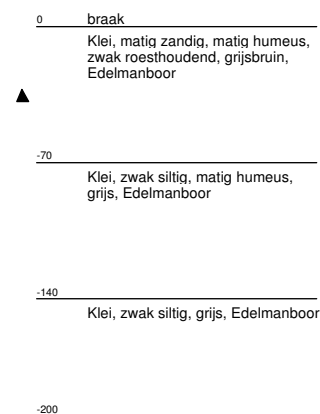 0 braak
Klei, matig zandig, matig humeus,
zwak roesthoudend, grijsbruin,
Edelmanboor
-70
Klei, zwak siltig, matig humeus,
grijs, Edelmanboor
-140
Klei, zwak siltig, grijs, Edelmanboor
-200